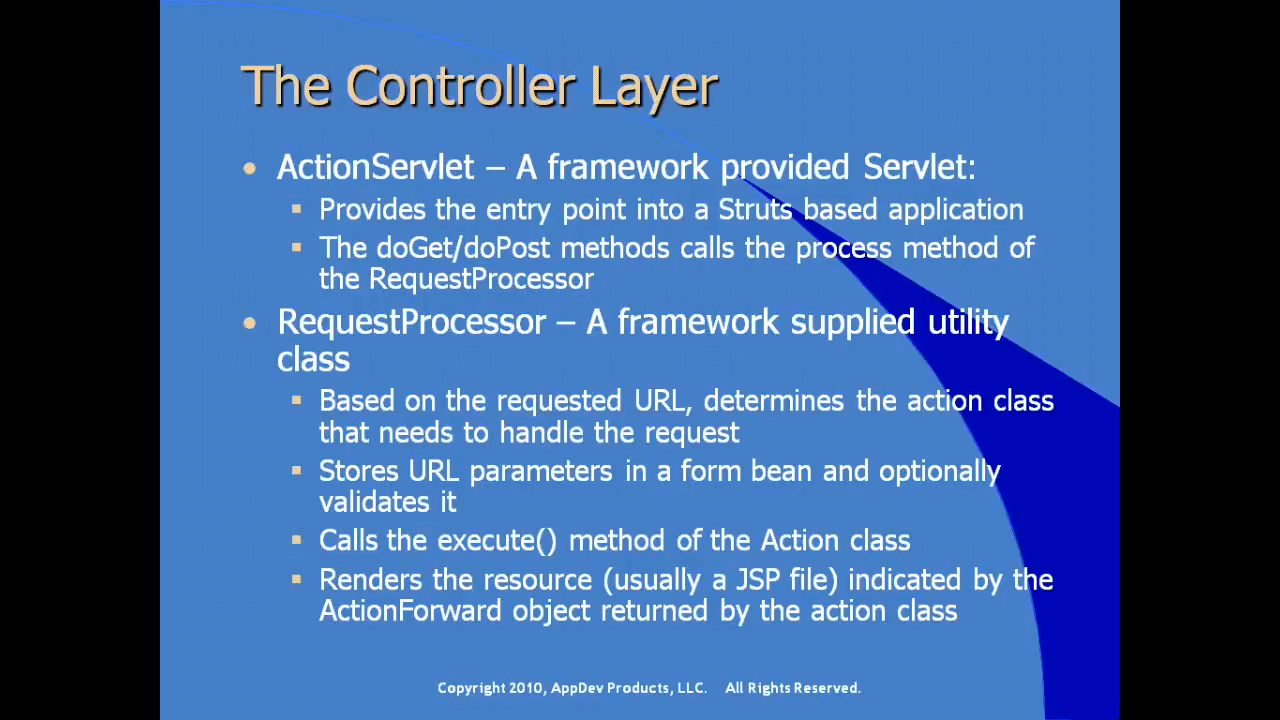 The Controller Layer
ActionServlet – A framework provided Servlet:
Provides the entry point into a Struts based application
The doGet/doPost methods calls the process method of
the RequestProcessor
RequestProcessor – A framework supplied utility
class
Based on the requested URL, determines the action class
that needs to handle the request
Stores URL parameters in a form bean and optionally
validates it
Calls the execute() method of the Action class
Renders the resource (usually a JSP file) indicated by the
ActionForward object returned by the action class
Copyright 2010, AppDev Products, LLC. All Rights Reserved.